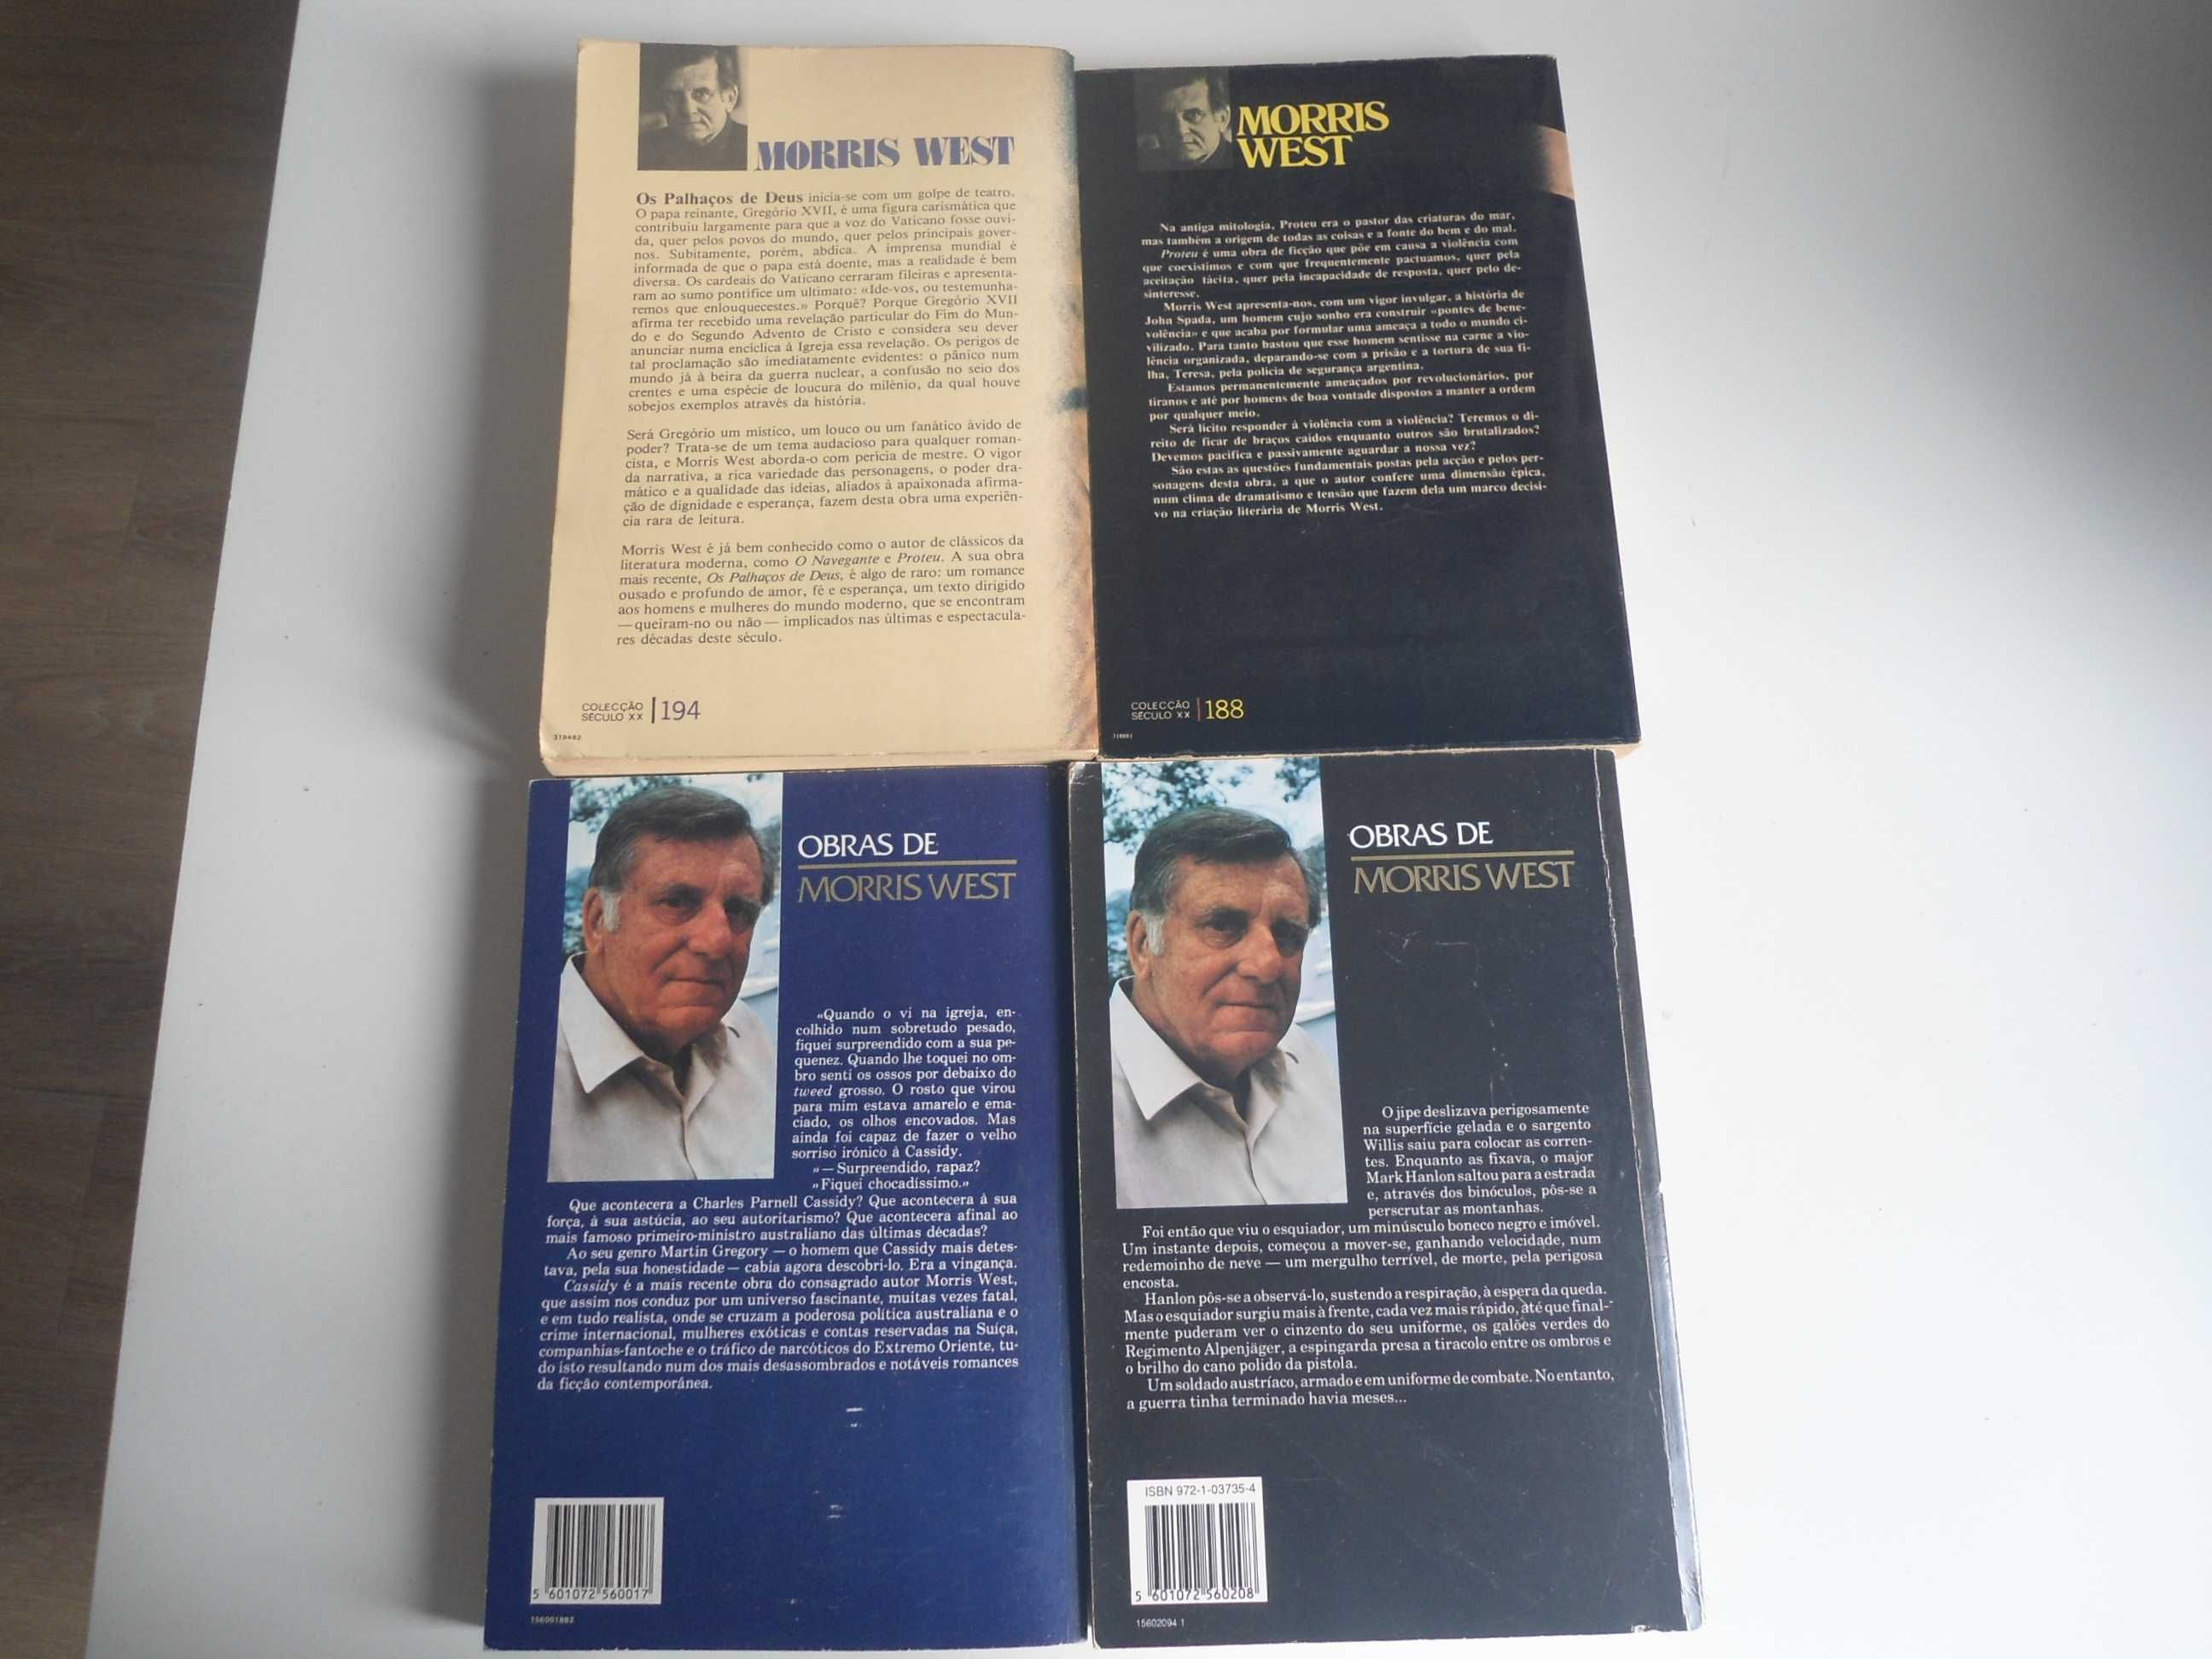 MORRIS WEST
Os Palhaços de Deus inicia-se com um golpe de teatro.
O papa reinante, Gregório XVII, é uma figura carismática que
contribuiu largamente para que a voz do Vaticano fosse ouvi-
da, quer pelos povos do mundo, quer pelos principais gover-
nos. Subitamente, porém, abdica. A imprensa mundial é
informada de que o papa está doente, mas a realidade é bem
diversa. Os cardeais do Vaticano cerraram fileiras e apresenta-
ram ao sumo pontífice um ultimato: «Ide-vos, ou testemunha-
remos que enlouquecestes.» Porquê? Porque Gregório XVII
afirma ter recebido uma revelação particular do Fim do Mun-
do e do Segundo Advento de Cristo e considera seu dever
anunciar numa encíclica à Igreja essa revelação. Os perigos de
tal proclamação são imediatamente evidentes: o pânico num
mundo já à beira da guerra nuclear, a confusão no seio dos
crentes e uma espécie de loucura do milénio, da qual houve
sobejos exemplos através da história.
Será Gregório um místico, um louco ou um fanático ávido de
poder? Trata-se de um tema audacioso para qualquer roman-
cista, e Morris West aborda-o com perícia de mestre. O vigor
da narrativa, a rica variedade das personagens, o poder dra-
mático e a qualidade das ideias, aliados à apaixonada afirma-
ção de dignidade e esperança, fazem desta obra uma experiên-
cia rara de leitura.
Morris West é já bem conhecido como o autor de clássicos da
literatura moderna, como O Navegante e Proteu. A sua obra
mais recente, Os Palhaços de Deus, é algo de raro: um romance
ousado e profundo de amor, fé e esperança, um texto dirigido
aos homens e mulheres do mundo moderno, que se encontram
—queiram-no ou não— implicados nas últimas e espectacula-
res décadas deste século.
COLECÇÃO
SÉCULO XX | 194
319482
MORRIS
WEST
Na antiga mitologia, Proteu era o pastor das criaturas do mar,
mas também a origem de todas as coisas e a fonte do bem e do mal.
Proteu é uma obra de ficção que põe em causa a violência com
que coexistimos e com que frequentemente pactuamos, quer pela
aceitação tácita, quer pela incapacidade de resposta, quer pelo de-
sinteresse.
Morris West apresenta-nos, com um vigor invulgar, a história de
John Spada, um homem cujo sonho era construir «pontes de bene-
volência» e que acaba por formular uma ameaça a todo o mundo ci-
vilizado. Para tanto bastou que esse homem sentisse na carne a vio-
lência organizada, deparando-se com a prisão e a tortura de sua fi-
lha, Teresa, pela polícia de segurança argentina.
Estamos permanentemente ameaçados por revolucionários, por
tiranos e até por homens de boa vontade dispostos a manter a ordem
por qualquer meio.
Será lícito responder à violência com a violência? Teremos o di-
reito de ficar de braços caídos enquanto outros são brutalizados?
Devemos pacífica e passivamente aguardar a nossa vez?
São estas as questões fundamentais postas pela acção e pelos per-
sonagens desta obra, a que o autor confere uma dimensão épica,
num clima de dramatismo e tensão que fazem dela um marco decisi-
vo na criação literária de Morris West.
COLECÇÃO
SÉCULO XX | 188
OBRAS DE
MORRIS WEST
«Quando o vi na igreja, en-
colhido num sobretudo pesado,
fiquei surpreendido com a sua pe-
quenez. Quando lhe toquei no om-
bro senti os ossos por debaixo do
tweed grosso. O rosto que virou
para mim estava amarelo e ema-
ciado, os olhos encovados. Mas
ainda foi capaz de fazer o velho
sorriso irónico à Cassidy.
»— Surpreendido, rapaz?
»Fiquei chocadíssimo.»
Que acontecera a Charles Parnell Cassidy? Que acontecera à sua
força, à sua astúcia, ao seu autoritarismo? Que acontecera afinal ao
mais famoso primeiro-ministro australiano das últimas décadas?
Ao seu genro Martin Gregory — o homem que Cassidy mais detes-
tava, pela sua honestidade — cabia agora descobri-lo. Era a vingança.
Cassidy é a mais recente obra do consagrado autor Morris West,
que assim nos conduz por um universo fascinante, muitas vezes fatal,
e em tudo realista, onde se cruzam a poderosa política australiana e o
crime internacional, mulheres exóticas e contas reservadas na Suíça,
companhias-fantoche e o tráfico de narcóticos do Extremo Oriente, tu-
do isto resultando num dos mais desassombrados e notáveis romances
da ficção contemporânea.
5 601072 560017
156001882
OBRAS DE
MORRIS WEST
O jipe deslizava perigosamente
na superfície gelada e o sargento
Willis saiu para colocar as corren-
tes. Enquanto as fixava, o major
Mark Hanlon saltou para a estrada
e, através dos binóculos, pôs-se a
perscrutar as montanhas.
Foi então que viu o esquiador, um minúsculo boneco negro e imóvel.
Um instante depois, começou a mover-se, ganhando velocidade, num
redemoinho de neve — um mergulho terrível, de morte, pela perigosa
encosta.
Hanlon pôs-se a observá-lo, sustendo a respiração, à espera da queda.
Mas o esquiador surgiu mais à frente, cada vez mais rápido, até que final-
mente puderam ver o cinzento do seu uniforme, os galões verdes do
Regimento Alpenjäger, a espingarda presa a tiracolo entre os ombros e
o brilho do cano polido da pistola.
Um soldado austríaco, armado e em uniforme de combate. No entanto,
a guerra tinha terminado havia meses...
ISBN 972-1-03735-4
5 601072 560208
15602094 1